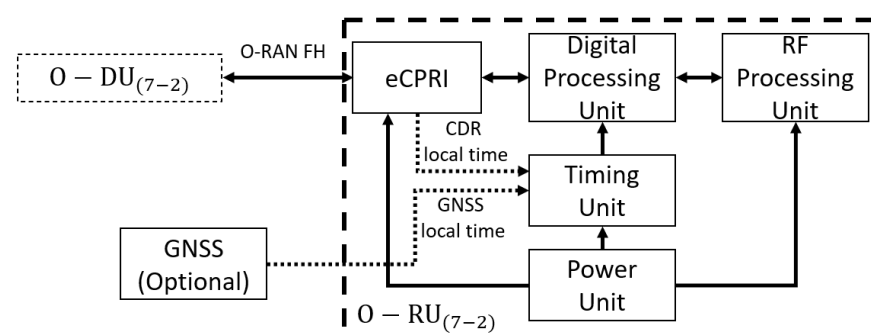 O-RAN FH
O − DU(7−2)
eCPRI
Digital
Processing
Unit
RF
Processing
Unit
CDR
local time
Timing
Unit
GNSS
local time
GNSS
(Optional)
Power
Unit
O − RU(7−2)